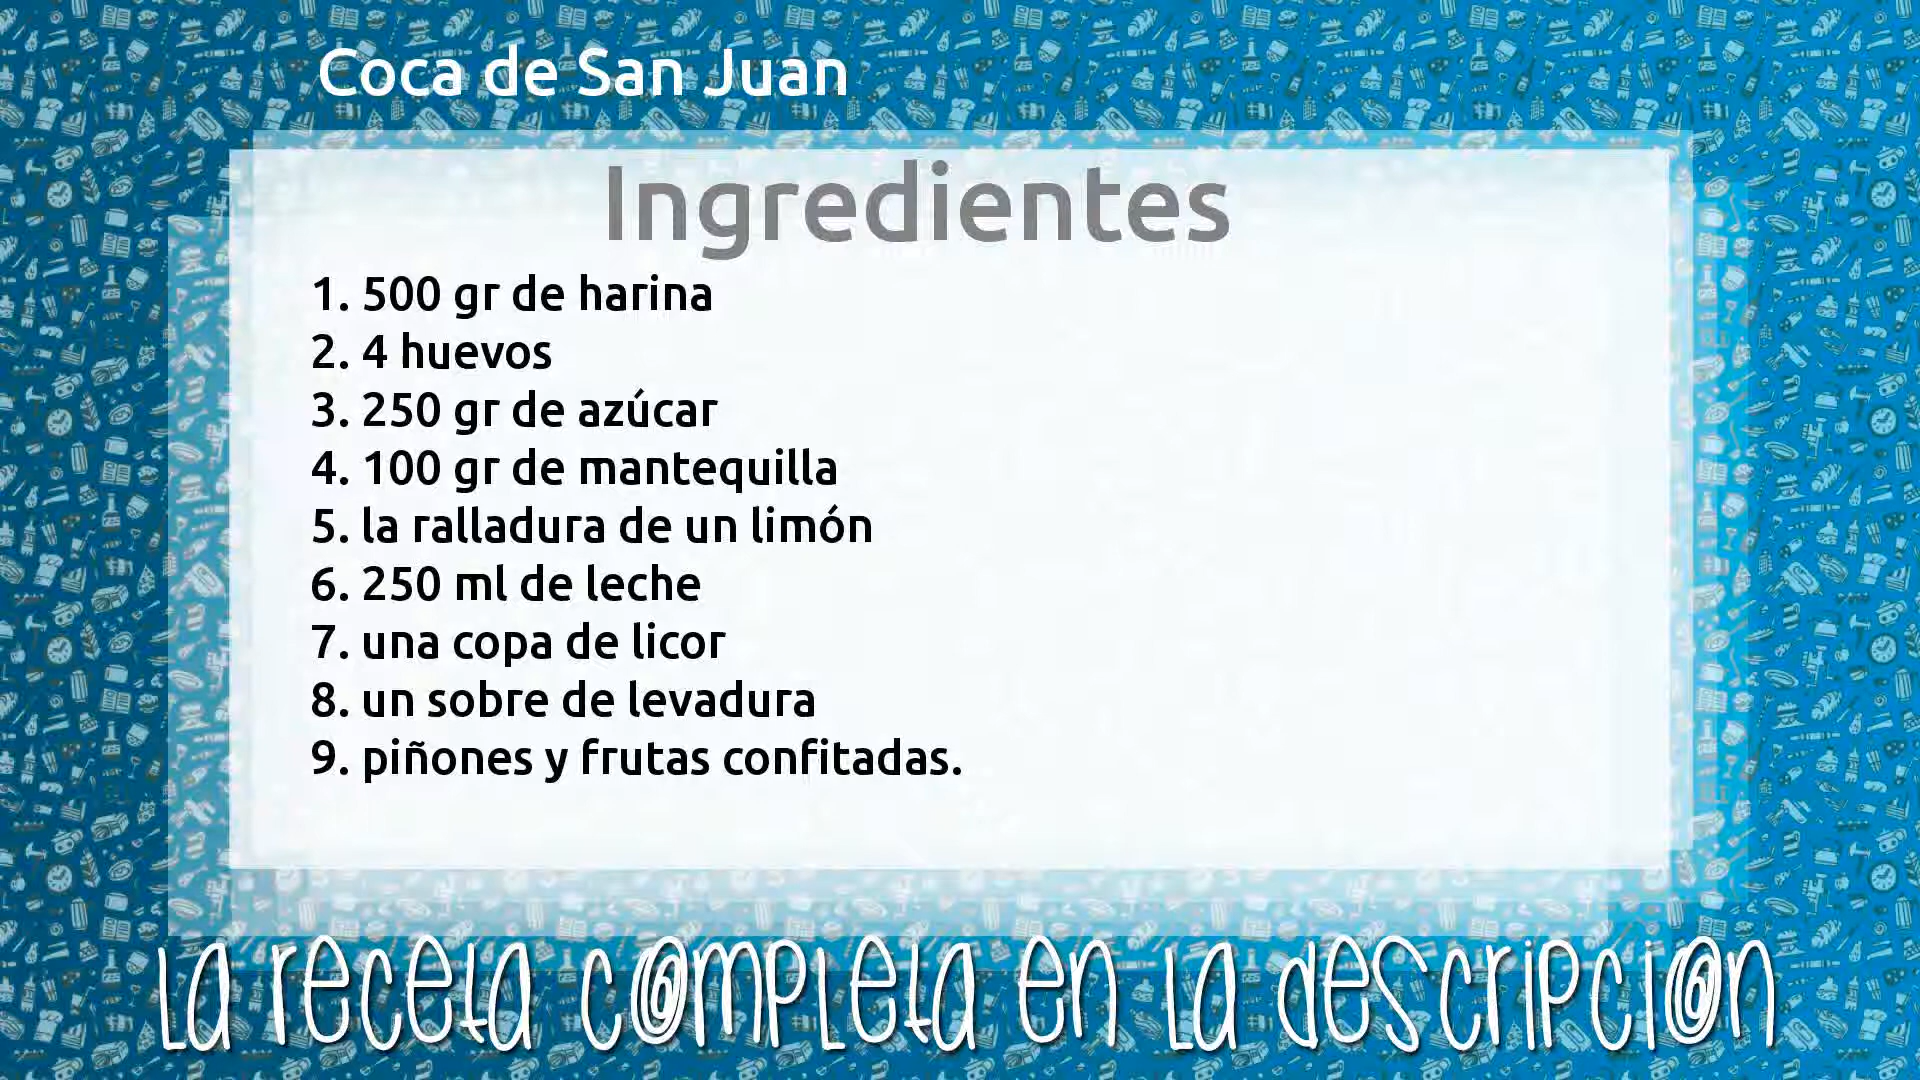 Coca de San Juan
Ingredientes
1. 500 gr de harina
2. 4 huevos
3. 250 gr de azúcar
4. 100 gr de mantequilla
5. la ralladura de un limón
6. 250 ml de leche
7. una copa de licor
8. un sobre de levadura
9. piñones y frutas confitadas.
La receta c@mpleta en la descripci@n